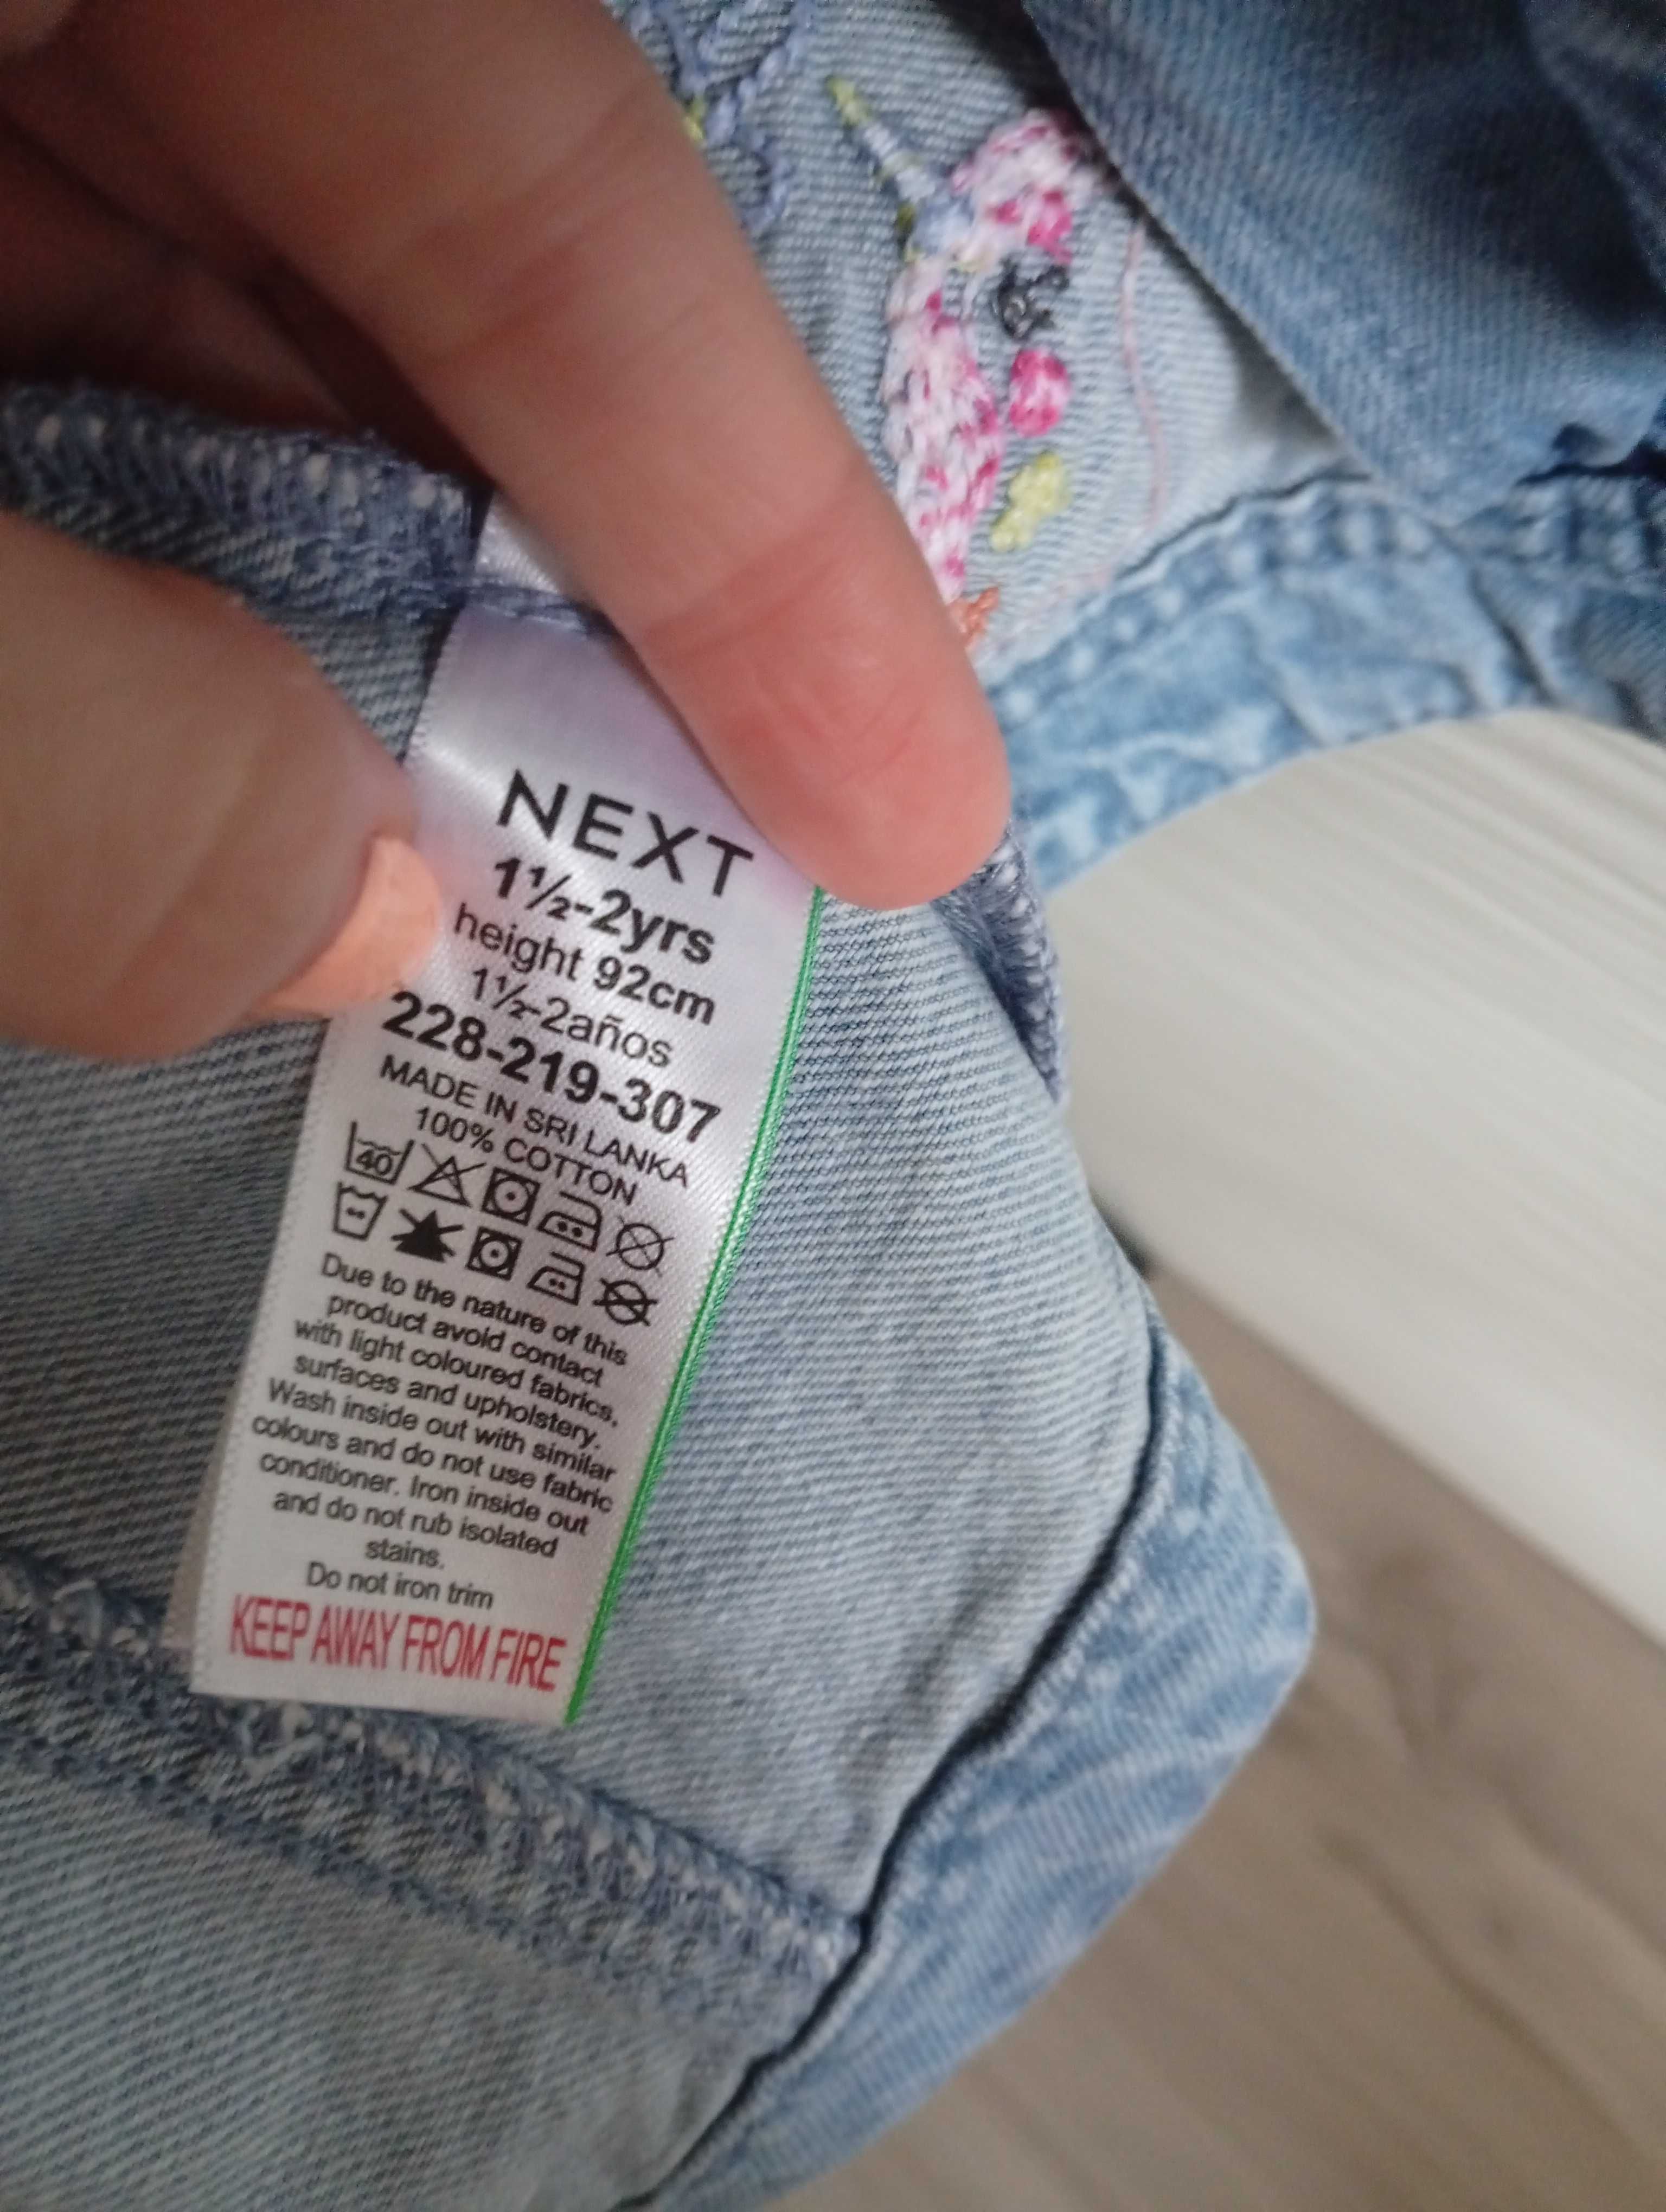 NEXT
1½-2yrs
height 92cm
1½-2años
228-219-307
MADE IN SRI LANKA
100% COTTON
40
Due to the nature of this
product avoid contact
with light coloured fabrics,
surfaces and upholstery.
Wash inside out with similar
colours and do not use fabric
conditioner. Iron inside out
and do not rub isolated
stains.
Do not iron trim
KEEP AWAY FROM FIRE